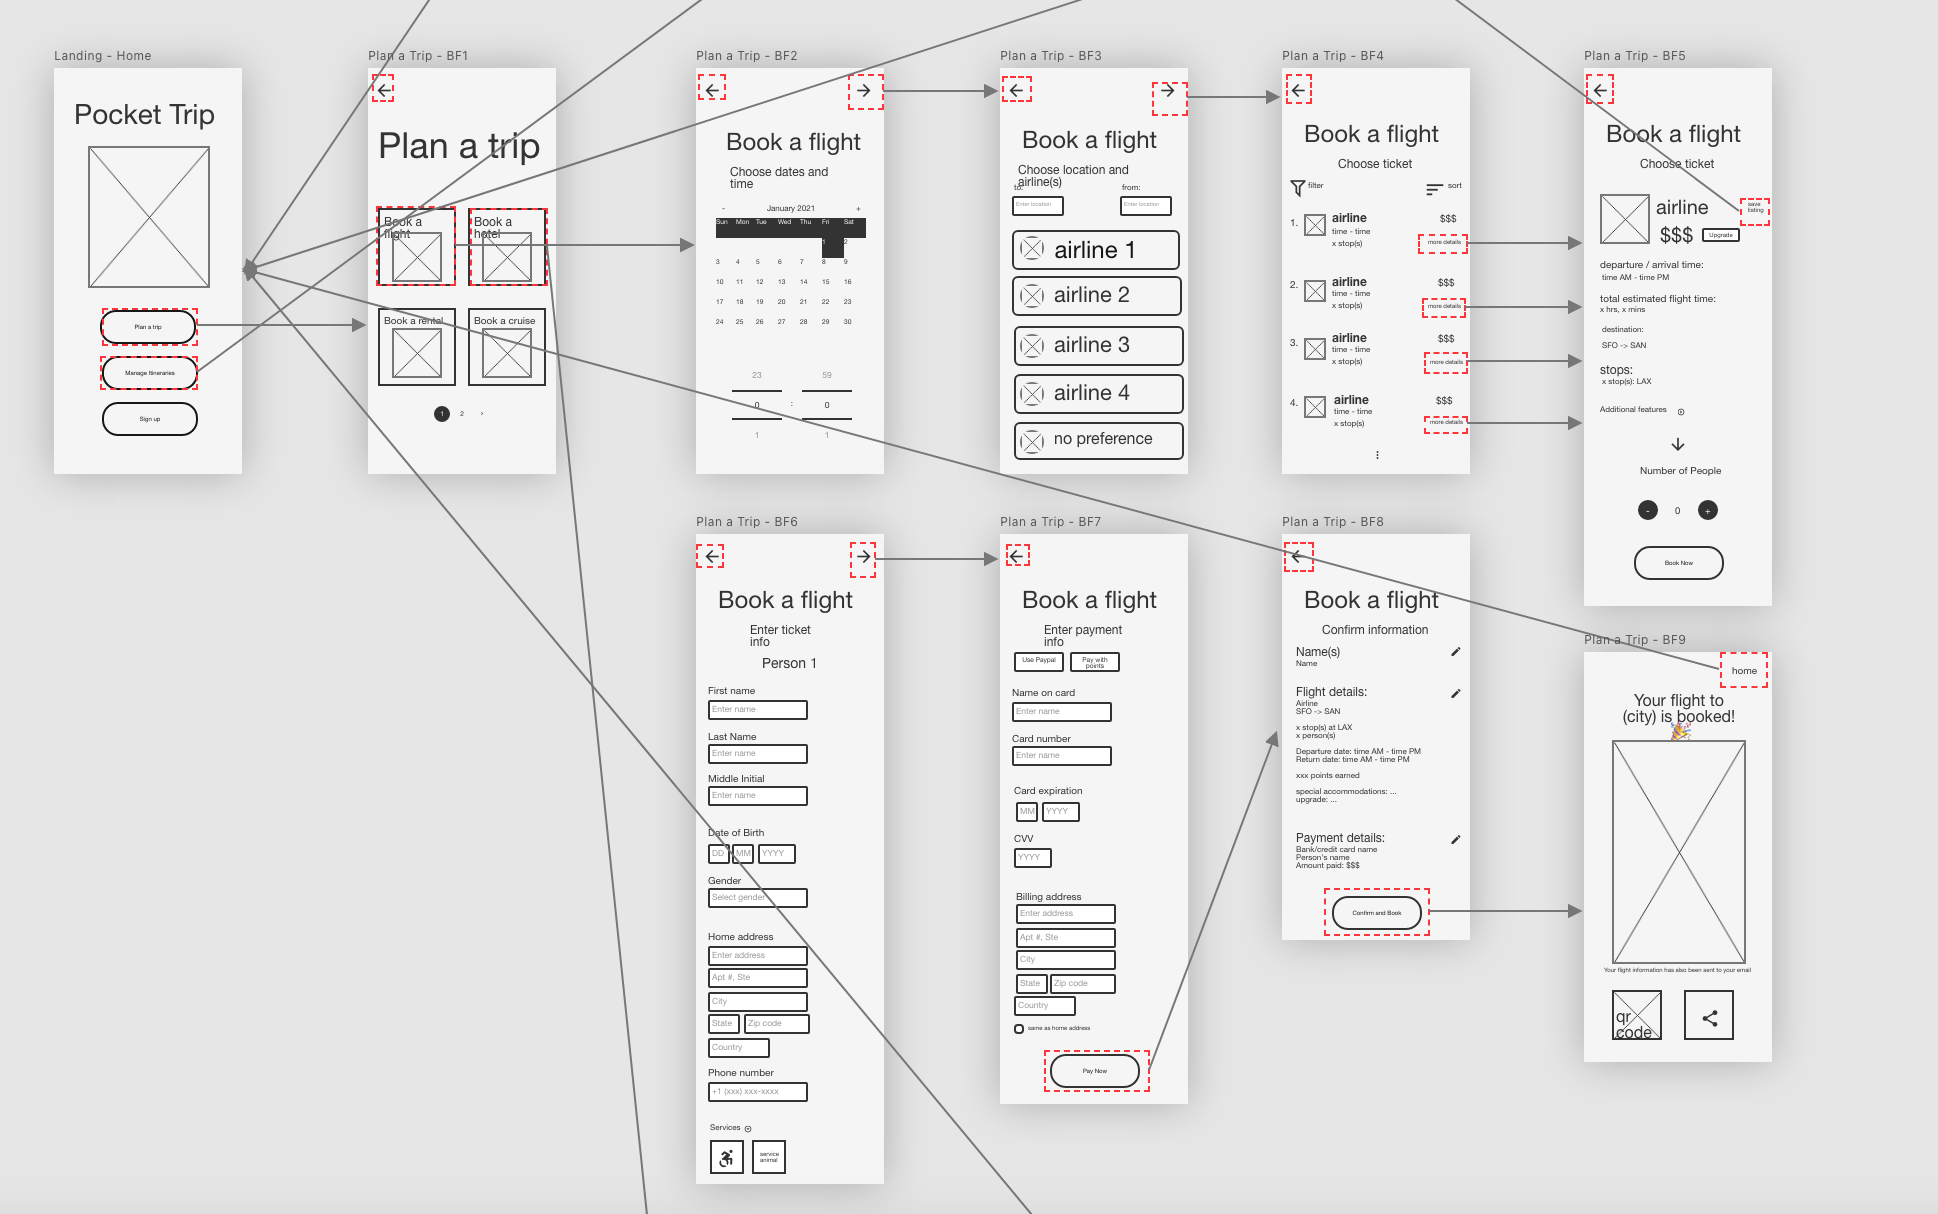 Landing - Home
Pocket Trip
Plan a trip
Manage Itineraries
Sign up
Plan a Trip - BF1
Plan a trip
Book a
flight
Book a
hotel
Book a rental
Book a cruise
1 2 ›
Plan a Trip - BF2
Book a flight
Choose dates and
time
- January 2021 +
Sun Mon Tue Wed Thu Fri Sat
1 2
3 4 5 6 7 8 9
10 11 12 13 14 15 16
17 18 19 20 21 22 23
24 25 26 27 28 29 30
23 59
0 : 0
1 1
Plan a Trip - BF3
Book a flight
Choose location and
airline(s)
to: from:
Enter location Enter location
airline 1
airline 2
airline 3
airline 4
no preference
Plan a Trip - BF4
Book a flight
Choose ticket
filter sort
1. airline $$$
time - time
x stop(s) more details
2. airline $$$
time - time
x stop(s) more details
3. airline $$$
time - time
x stop(s) more details
4. airline $$$
time - time
x stop(s) more details
Plan a Trip - BF5
Book a flight
Choose ticket
airline
save
listing
$$$ Upgrade
departure / arrival time:
time AM - time PM
total estimated flight time:
x hrs, x mins
destination:
SFO -> SAN
stops:
x stop(s): LAX
Additional features
Number of People
- 0 +
Book Now
Plan a Trip - BF6
Book a flight
Enter ticket
info
Person 1
First name
Enter name
Last Name
Enter name
Middle Initial
Enter name
Date of Birth
DD MM YYYY
Gender
Select gender
Home address
Enter address
Apt #, Ste
City
State Zip code
Country
Phone number
+1 (xxx) xxx-xxxx
Services
service
animal
Plan a Trip - BF7
Book a flight
Enter payment
info
Use Paypal
Pay with
points
Name on card
Enter name
Card number
Enter name
Card expiration
MM YYYY
CVV
YYYY
Billing address
Enter address
Apt #, Ste
City
State Zip code
Country
same as home address
Pay Now
Plan a Trip - BF8
Book a flight
Confirm information
Name(s)
Name
Flight details:
Airline
SFO -> SAN
x stop(s) at LAX
x person(s)
Departure date: time AM - time PM
Return date: time AM - time PM
xxx points earned
special accommodations: ...
upgrade: ...
Payment details:
Bank/credit card name
Person's name
Amount paid: $$$
Confirm and Book
Plan a Trip - BF9
home
Your flight to
(city) is booked!
Your flight information has also been sent to your email
qr
code